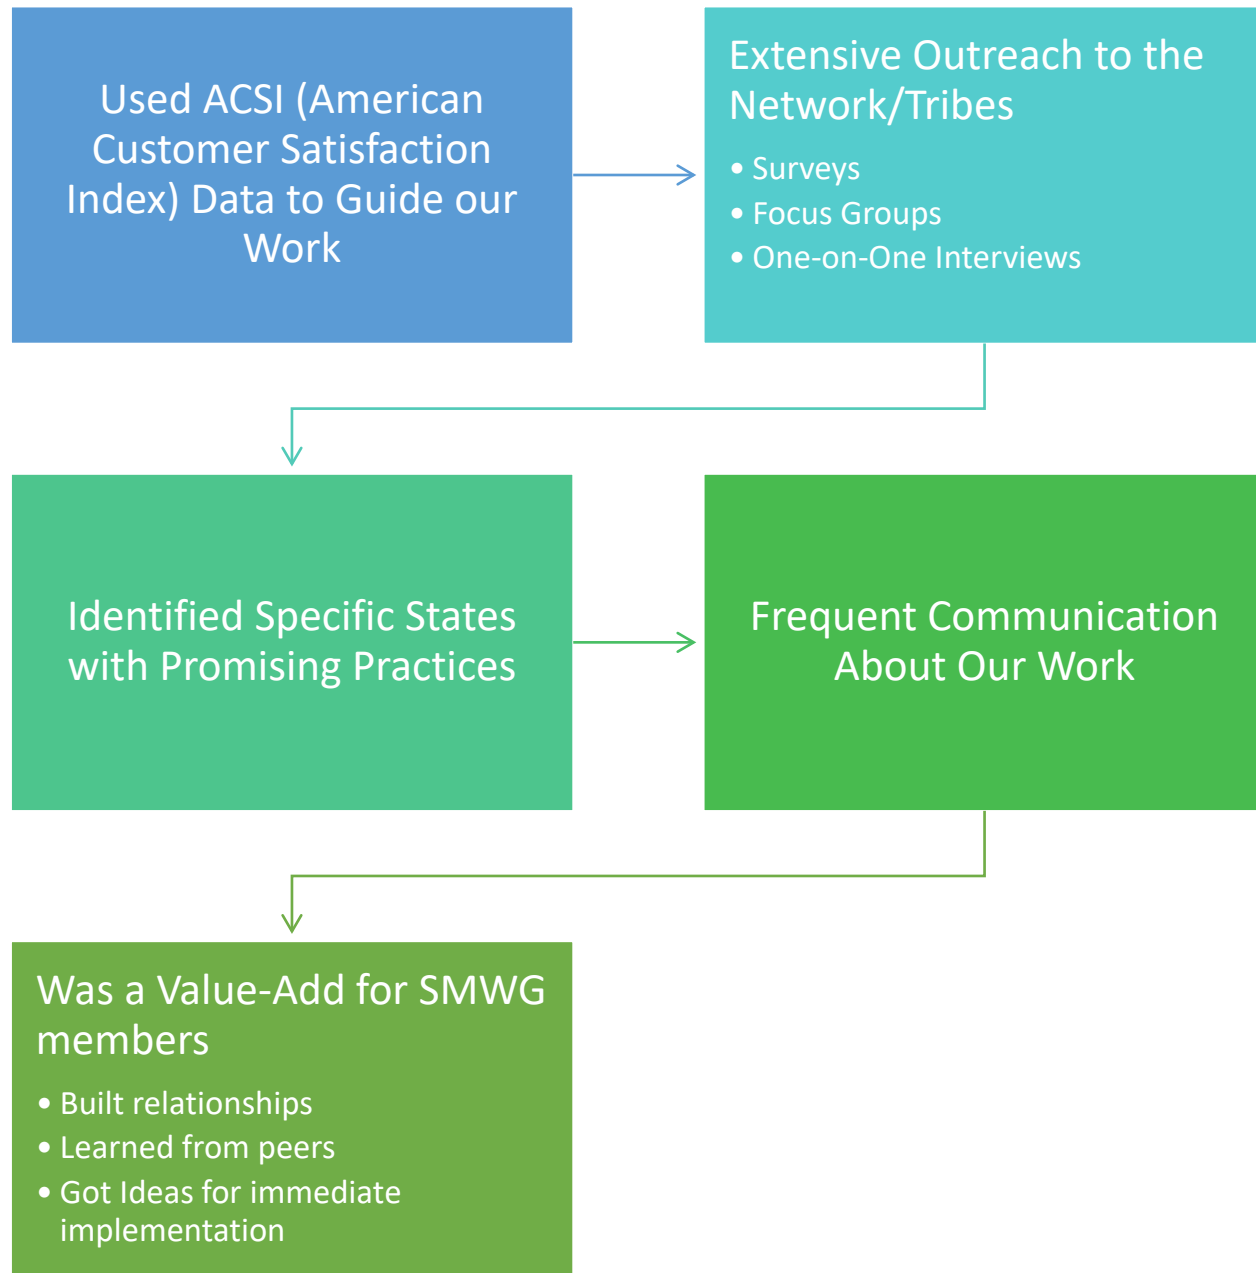 Used ACSI (American
Customer Satisfaction
Index) Data to Guide our
Work
Extensive Outreach to the
Network/Tribes
• Surveys
• Focus Groups
• One-on-One Interviews
Identified Specific States
with Promising Practices
Frequent Communication
About Our Work
Was a Value-Add for SMWG
members
• Built relationships
• Learned from peers
• Got Ideas for immediate
implementation